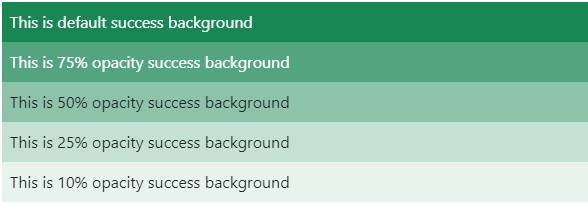 This is default success background
This is 75% opacity success background
This is 50% opacity success background
This is 25% opacity success background
This is 10% opacity success background